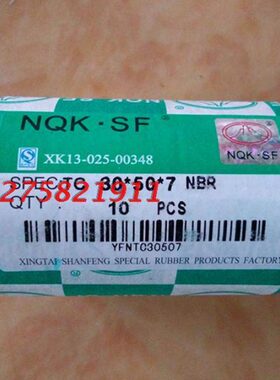 NQK·SF
XK13-025-00348
NQK·SF
SPEC:TC 30*50*7 NBR
225821911
QTY : 10 PCS
YFNTC30507
XINGTAI SHANFENG SPECIAL RUBBER PRODUCTS FACTORY